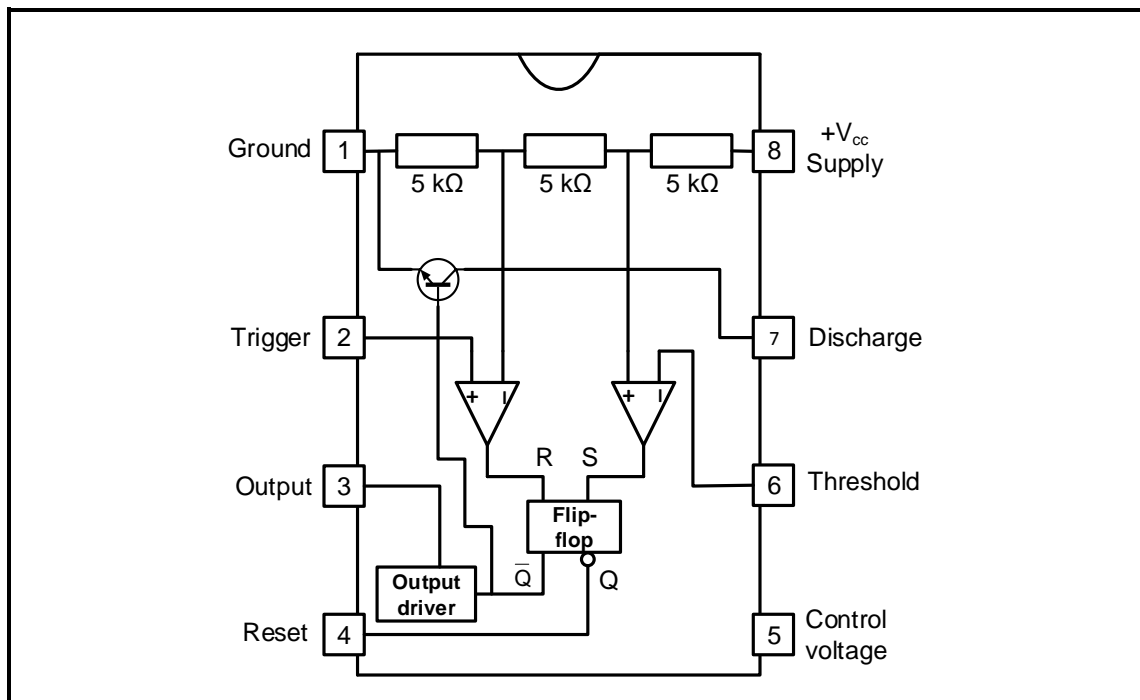 Ground
1
5 kΩ
5 kΩ
5 kΩ
8
+Vcc
Supply
Trigger
2
7
Discharge
+
–
+
–
R
S
Output
3
6
Threshold
Flip-
flop
Q̅
Q
Output
driver
Reset
4
5
Control
voltage